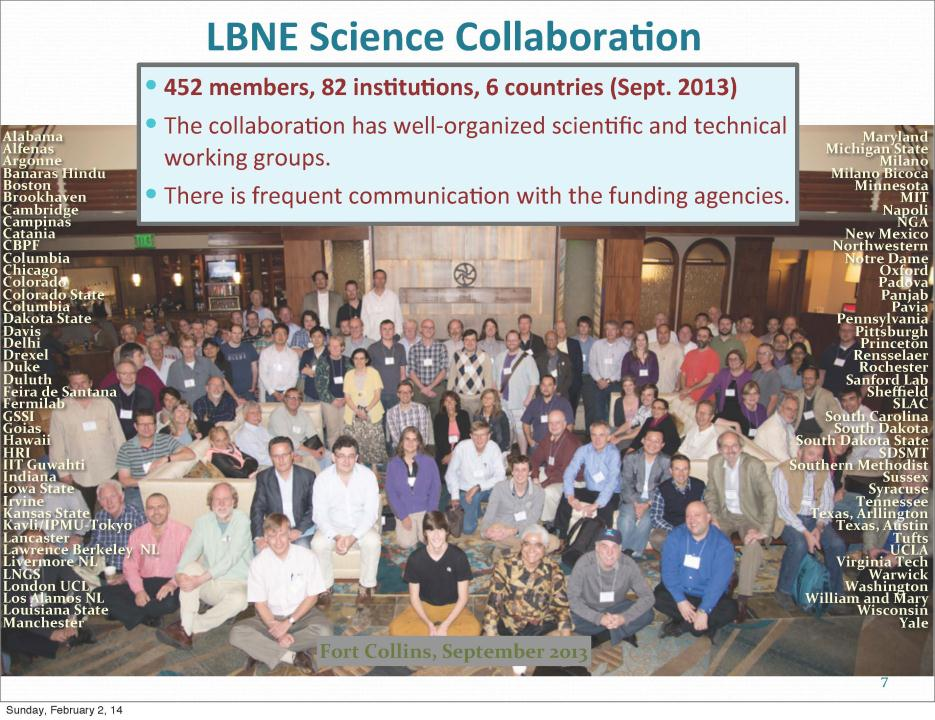 LBNE Science Collaboration
• 452 members, 82 institutions, 6 countries (Sept. 2013)
• The collaboration has well-organized scientific and technical
working groups.
• There is frequent communication with the funding agencies.
Alabama
Alfenas
Argonne
Banaras Hindu
Boston
Brookhaven
Cambridge
Campinas
Catania
CBPF
Columbia
Chicago
Colorado
Colorado State
Columbia
Dakota State
Davis
Delhi
Drexel
Duke
Duluth
Feira de Santana
Fermilab
GSSI
Goias
Hawaii
HRI
IIT Guwahti
Indiana
Iowa State
Irvine
Kansas State
Kavli/IPMU-Tokyo
Lancaster
Lawrence Berkeley NL
Livermore NL
LNGS
London UCL
Los Alamos NL
Louisiana State
Manchester
Maryland
Michigan State
Milano
Milano Bicoca
Minnesota
MIT
Napoli
NGA
New Mexico
Northwestern
Notre Dame
Oxford
Padova
Panjab
Pavia
Pennsylvania
Pittsburgh
Princeton
Rensselaer
Rochester
Sanford Lab
Sheffield
SLAC
South Carolina
South Dakota
South Dakota State
SDSMT
Southern Methodist
Sussex
Syracuse
Tennessee
Texas, Arllington
Texas, Austin
Tufts
UCLA
Virginia Tech
Warwick
Washington
William and Mary
Wisconsin
Yale
Fort Collins, September 2013
7
Sunday, February 2, 14